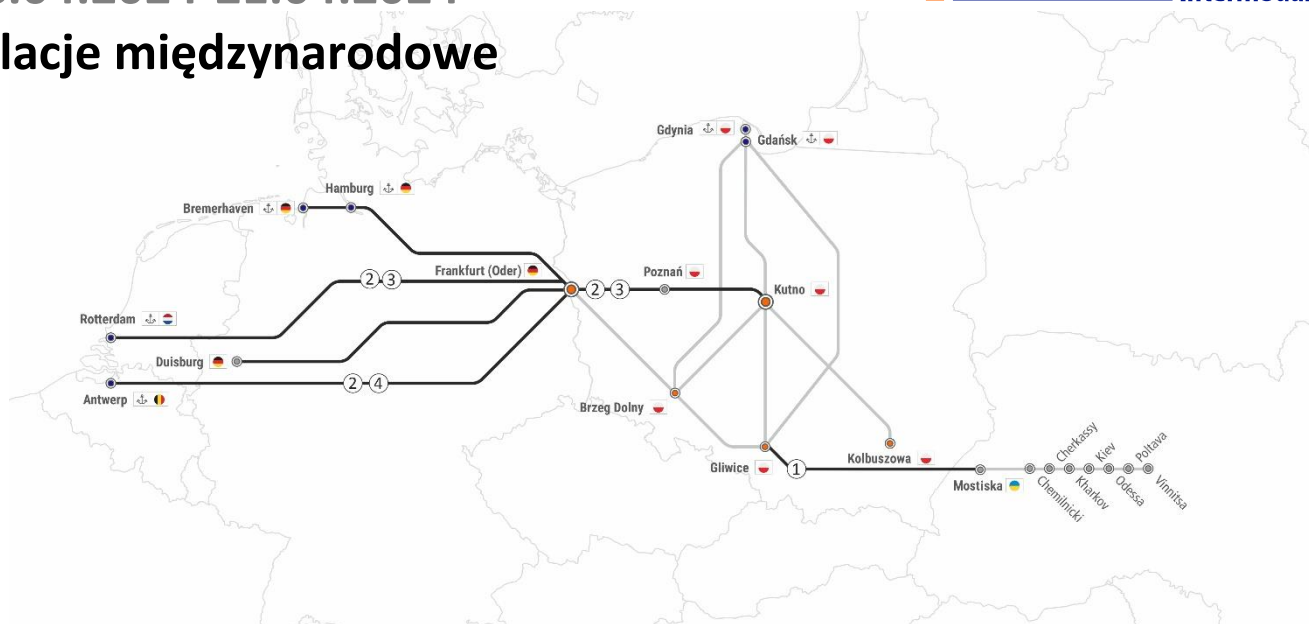 lacje międzynarodowe
Gdynia
Gdańsk
Hamburg
Bremerhaven
Frankfurt (Oder)
2 3
2 3
Poznań
Kutno
Rotterdam
Duisburg
Antwerp
2 4
Brzeg Dolny
Gliwice
1
Kolbuszowa
Mostiska
Chemilnicki
Cherkassy
Kharkov
Kiev
Odessa
Poltava
Vinnitsa